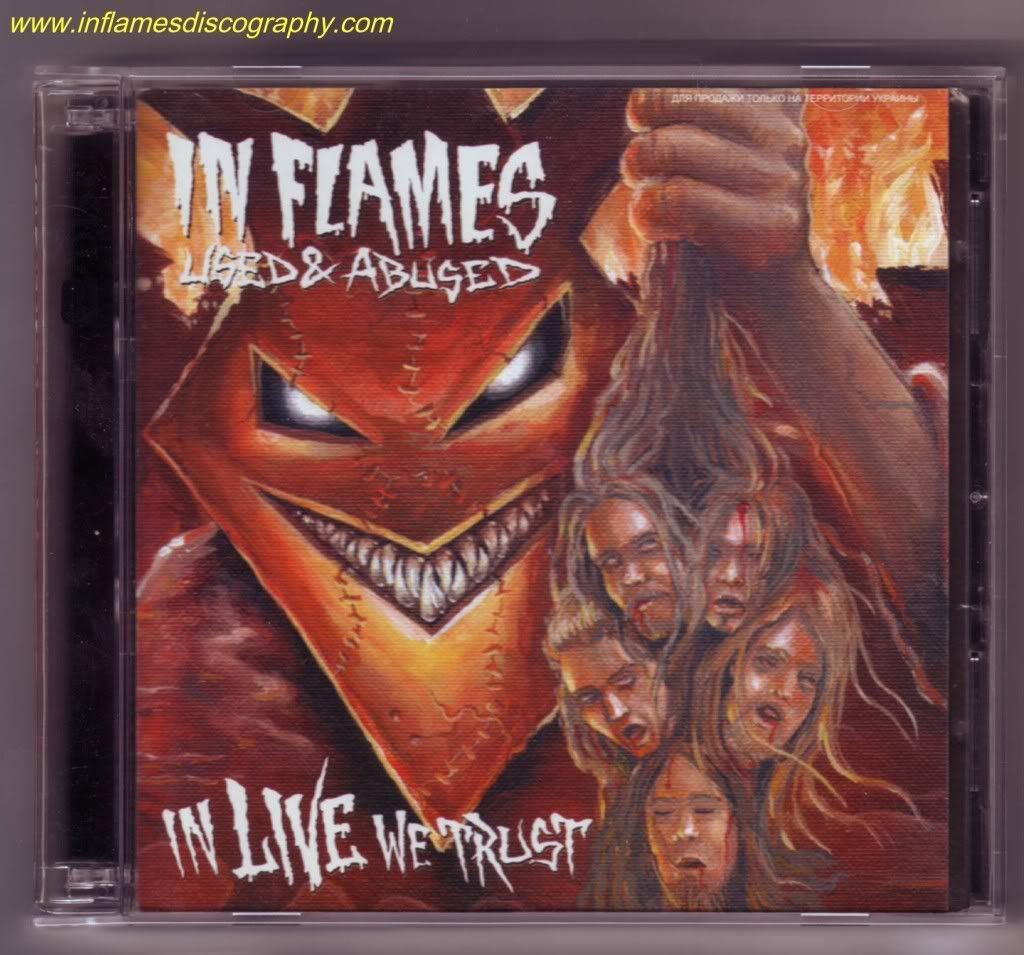 www.inflamesdiscography.com
ДЛЯ ПРОДАЖИ ТОЛЬКО НА ТЕРРИТОРИИ УКРАИНЫ
IN FLAMES
USED & ABUSED
IN LIVE WE TRUST